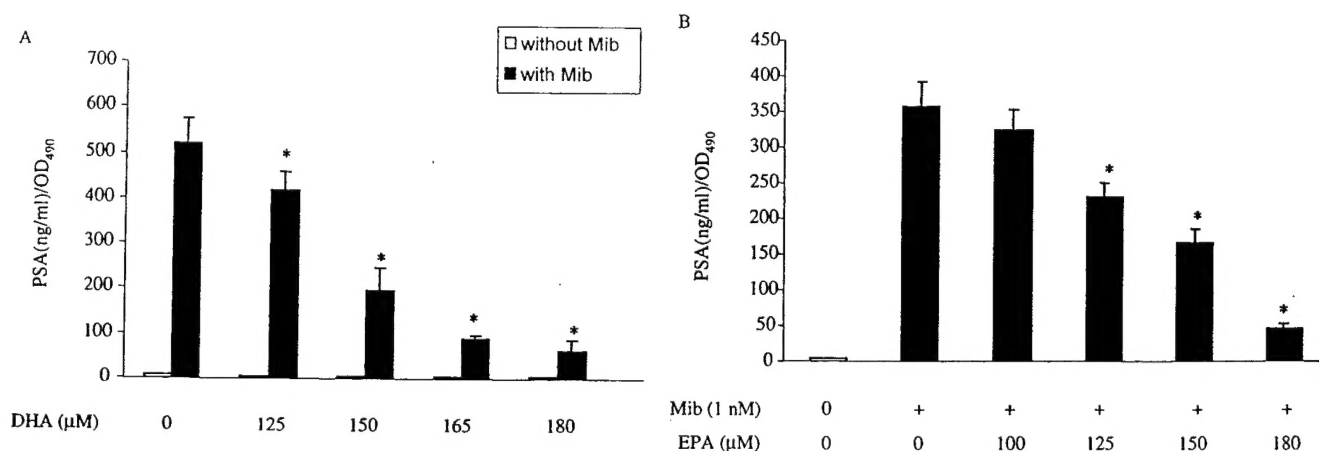 A
700
600
500
400
300
200
100
0
PSA(ng/ml)/OD490
without Mib
with Mib
*
*
*
*
DHA (µM) 0 125 150 165 180
B
450
400
350
300
250
200
150
100
50
0
PSA(ng/ml)/OD490
*
*
*
Mib (1 nM) 0 + + + + +
EPA (µM) 0 0 100 125 150 180